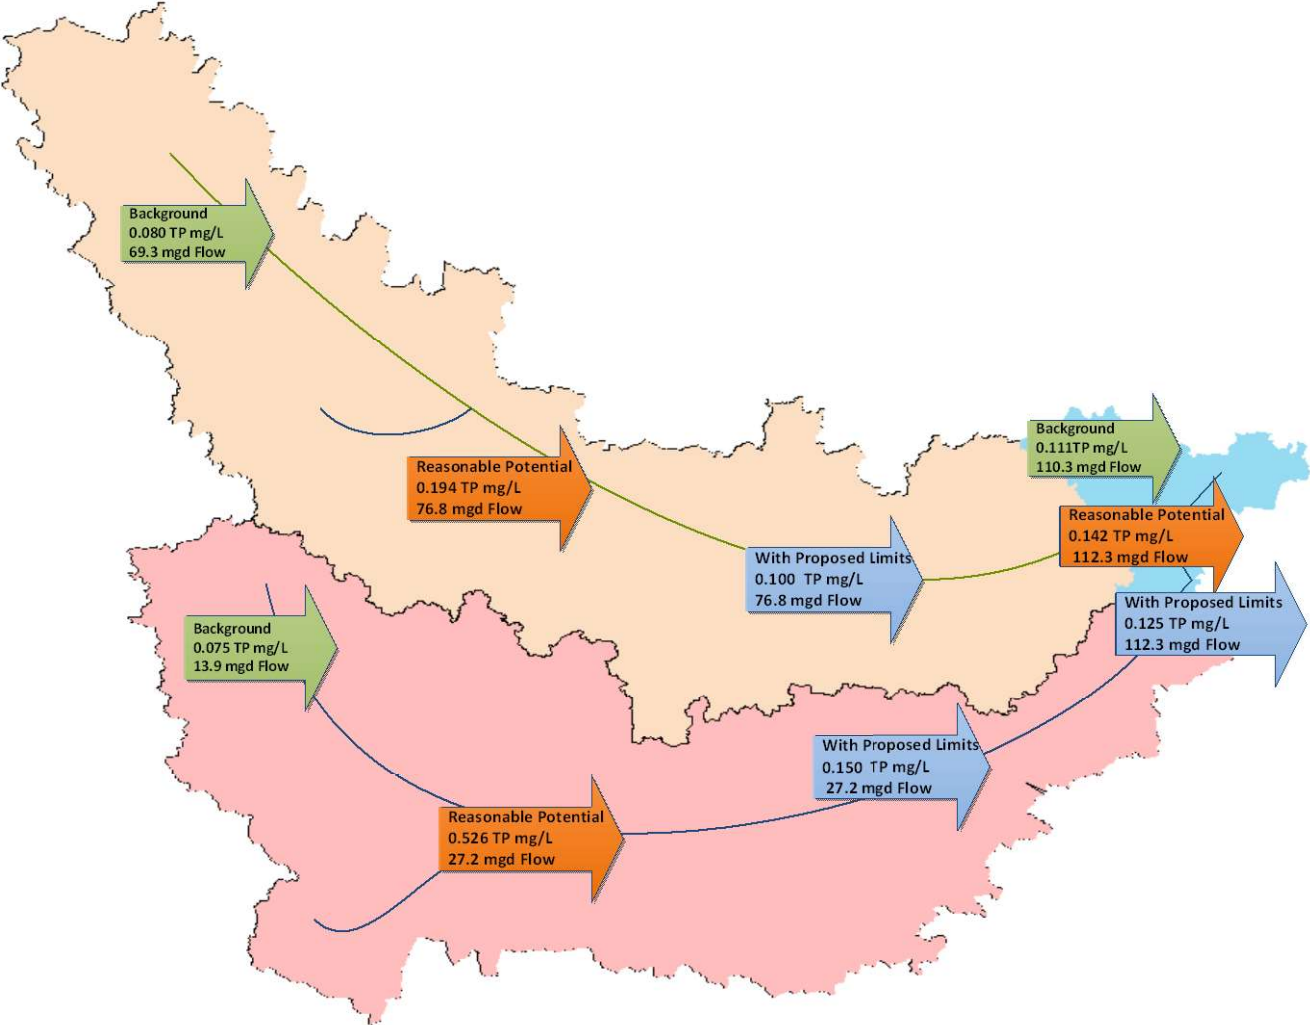 Background
0.080 TP mg/L
69.3 mgd Flow
Reasonable Potential
0.194 TP mg/L
76.8 mgd Flow
With Proposed Limits
0.100 TP mg/L
76.8 mgd Flow
Background
0.111TP mg/L
110.3 mgd Flow
Reasonable Potential
0.142 TP mg/L
112.3 mgd Flow
With Proposed Limits
0.125 TP mg/L
112.3 mgd Flow
Background
0.075 TP mg/L
13.9 mgd Flow
Reasonable Potential
0.526 TP mg/L
27.2 mgd Flow
With Proposed Limits
0.150 TP mg/L
27.2 mgd Flow